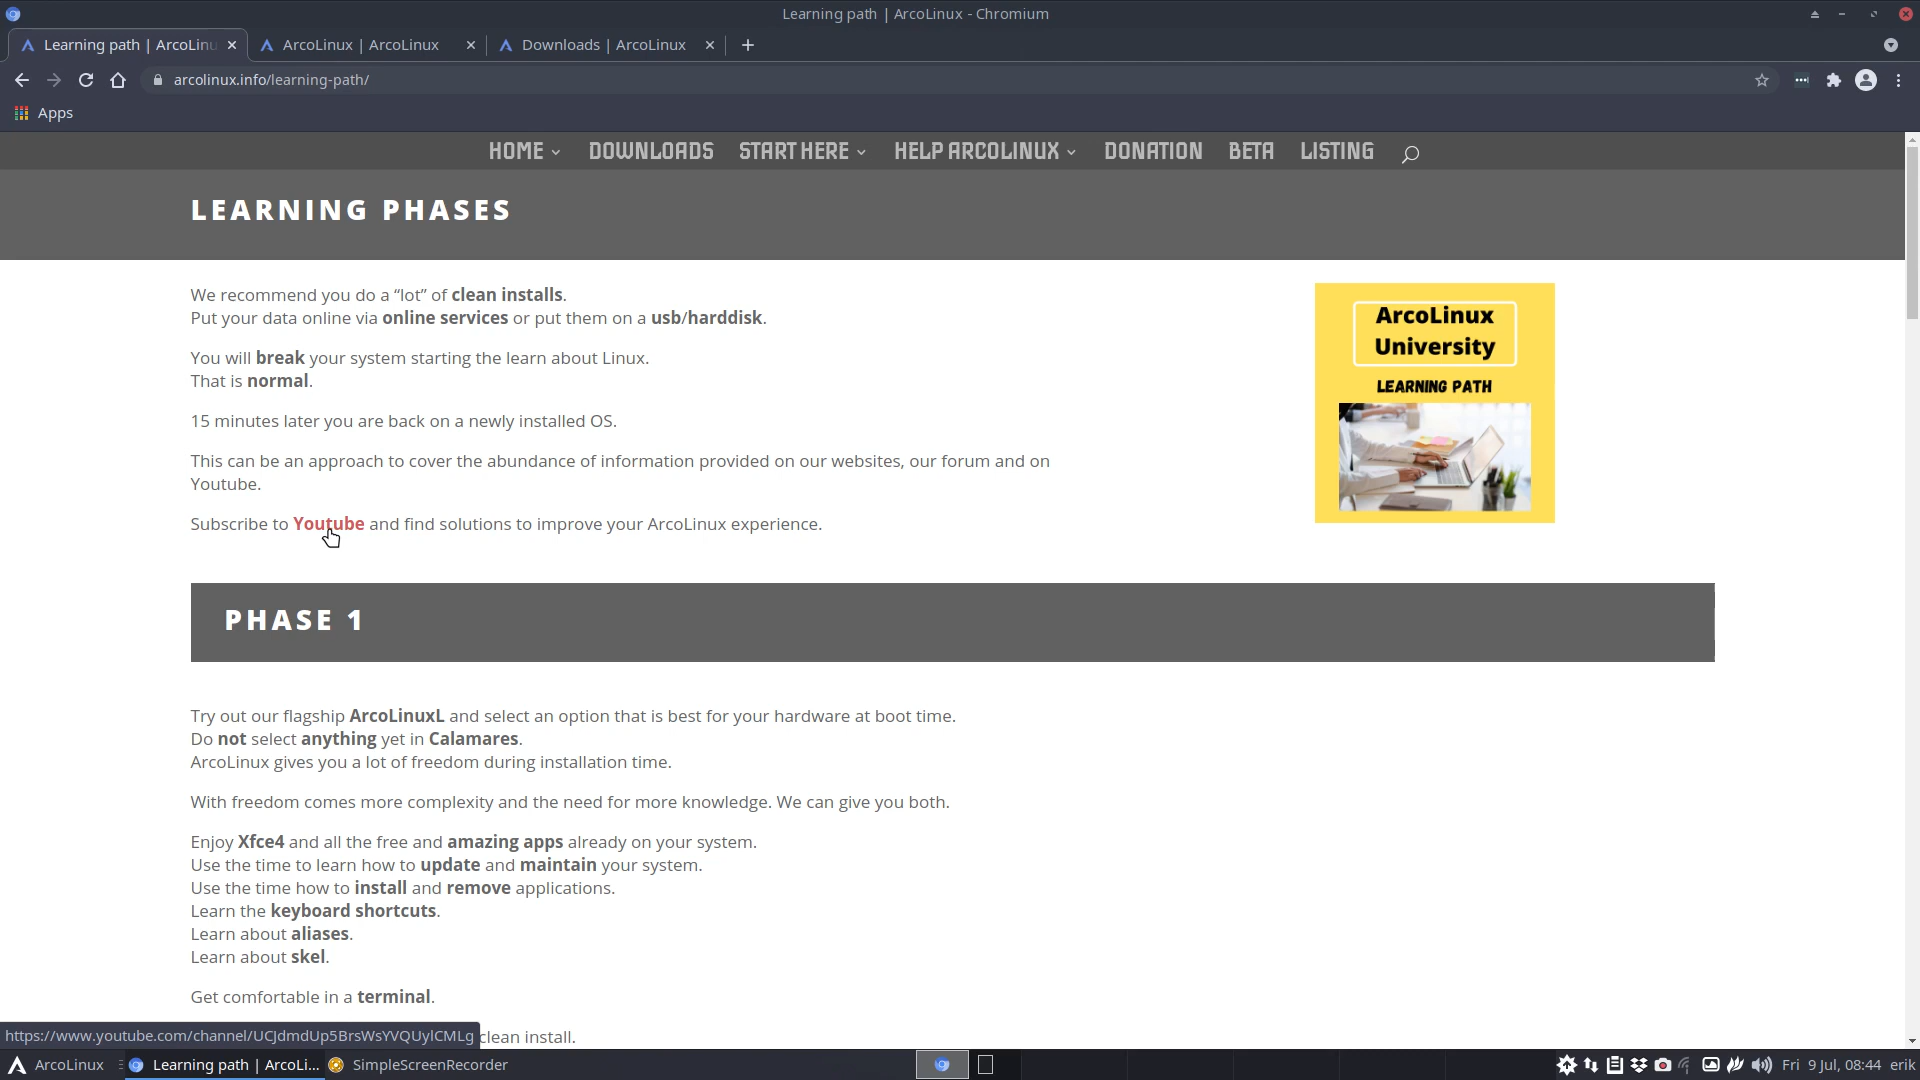 Learning path | ArcoLinux - Chromium
Learning path | ArcoLinu
ArcoLinux | ArcoLinux
Downloads | ArcoLinux
arcolinux.info/learning-path/
Apps
HOME DOWNLOADS START HERE HELP ARCOLINUX DONATION BETA LISTING
LEARNING PHASES
We recommend you do a “lot” of clean installs.
Put your data online via online services or put them on a usb/harddisk.
You will break your system starting the learn about Linux.
That is normal.
15 minutes later you are back on a newly installed OS.
This can be an approach to cover the abundance of information provided on our websites, our forum and on
Youtube.
Subscribe to Youtube and find solutions to improve your ArcoLinux experience.
ArcoLinux
University
LEARNING PATH
PHASE 1
Try out our flagship ArcoLinuxL and select an option that is best for your hardware at boot time.
Do not select anything yet in Calamares.
ArcoLinux gives you a lot of freedom during installation time.
With freedom comes more complexity and the need for more knowledge. We can give you both.
Enjoy Xfce4 and all the free and amazing apps already on your system.
Use the time to learn how to update and maintain your system.
Use the time how to install and remove applications.
Learn the keyboard shortcuts.
Learn about aliases.
Learn about skel.
Get comfortable in a terminal.
clean install.
https://www.youtube.com/channel/UCJdmdUp5BrsWsYVQUylCMLg
ArcoLinux
Learning path | ArcoLi...
SimpleScreenRecorder
Fri 9 Jul, 08:44 erik